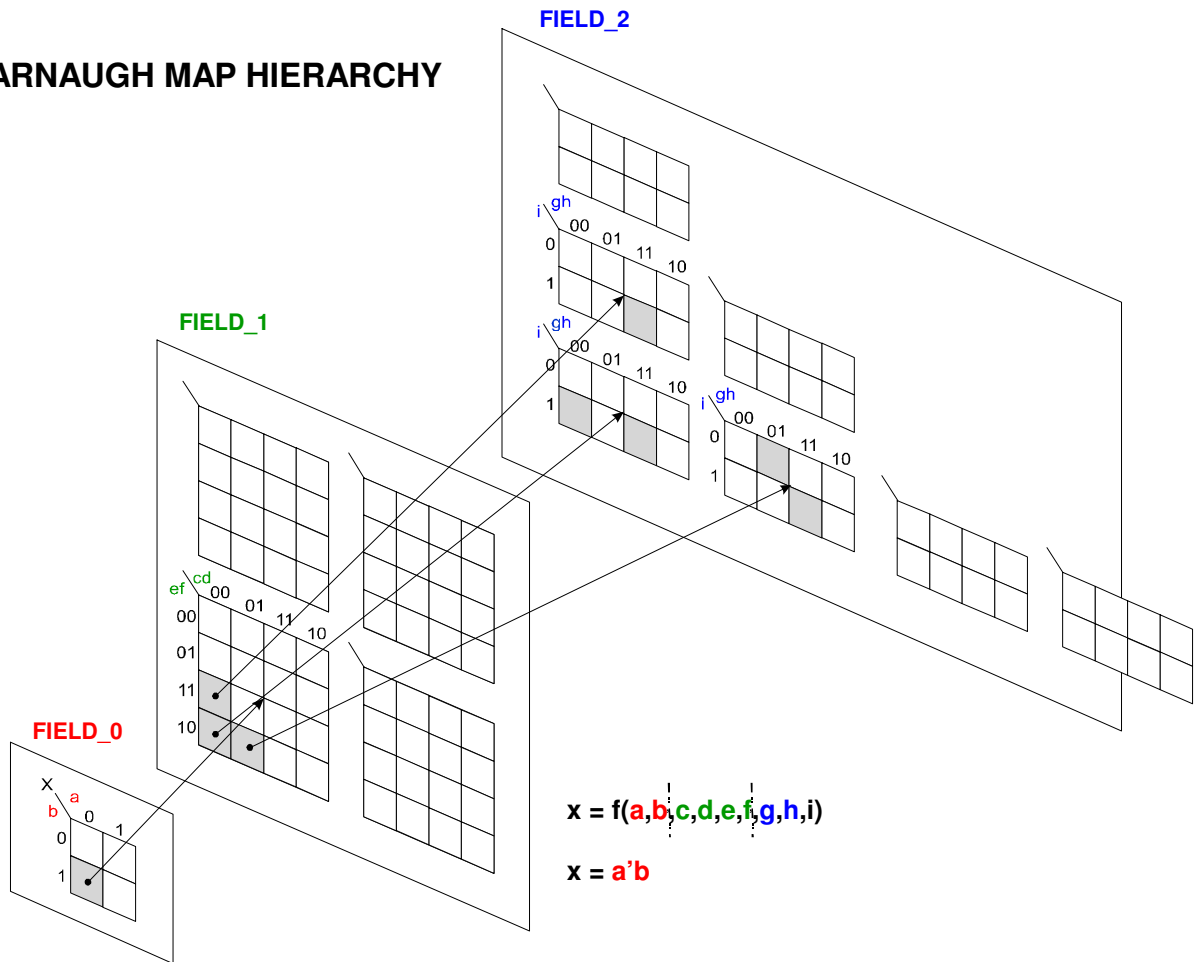 FIELD_2
ARNAUGH MAP HIERARCHY
i gh
00 01 11 10
0
1
i gh
00 01 11 10
0
1
i gh
00 01 11 10
0
1
FIELD_1
ef cd
00 01 11 10
00
01
11
10
FIELD_0
X
b a
0 1
0
1
x = f(a,b,c,d,e,f,g,h,i)
x = a’b